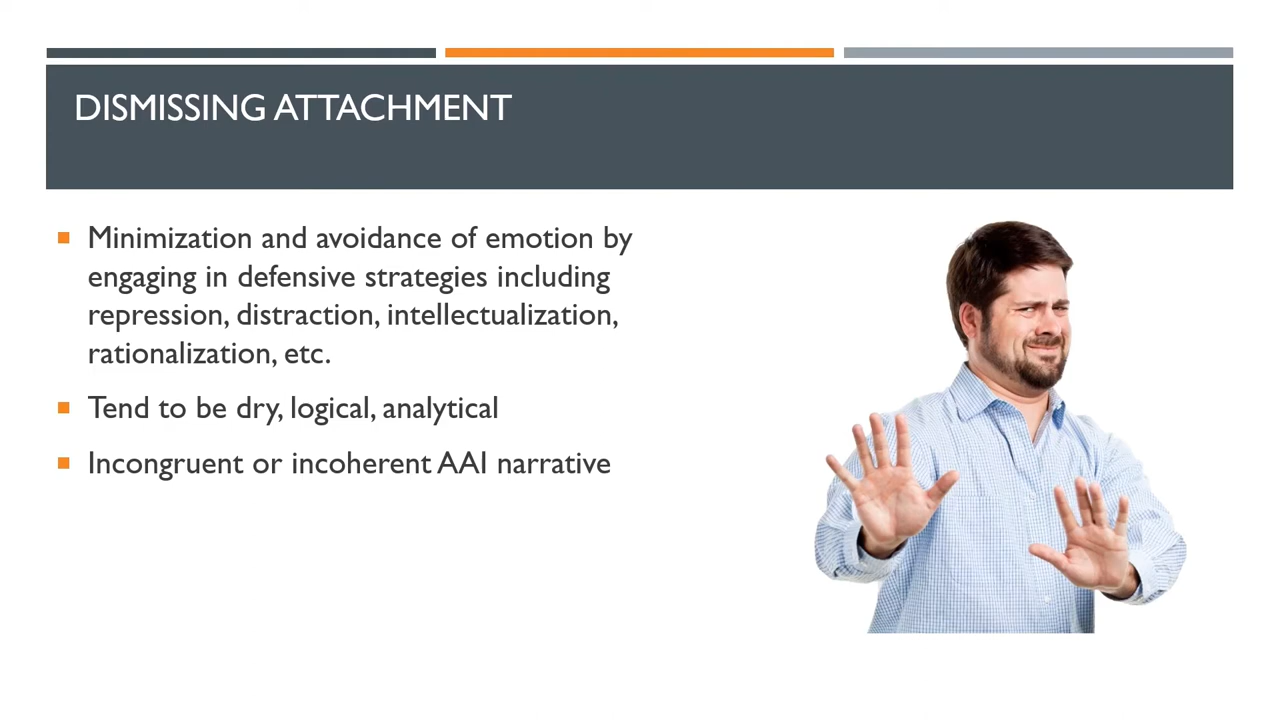 DISMISSING ATTACHMENT
Minimization and avoidance of emotion by
engaging in defensive strategies including
repression, distraction, intellectualization,
rationalization, etc.
Tend to be dry, logical, analytical
Incongruent or incoherent AAI narrative